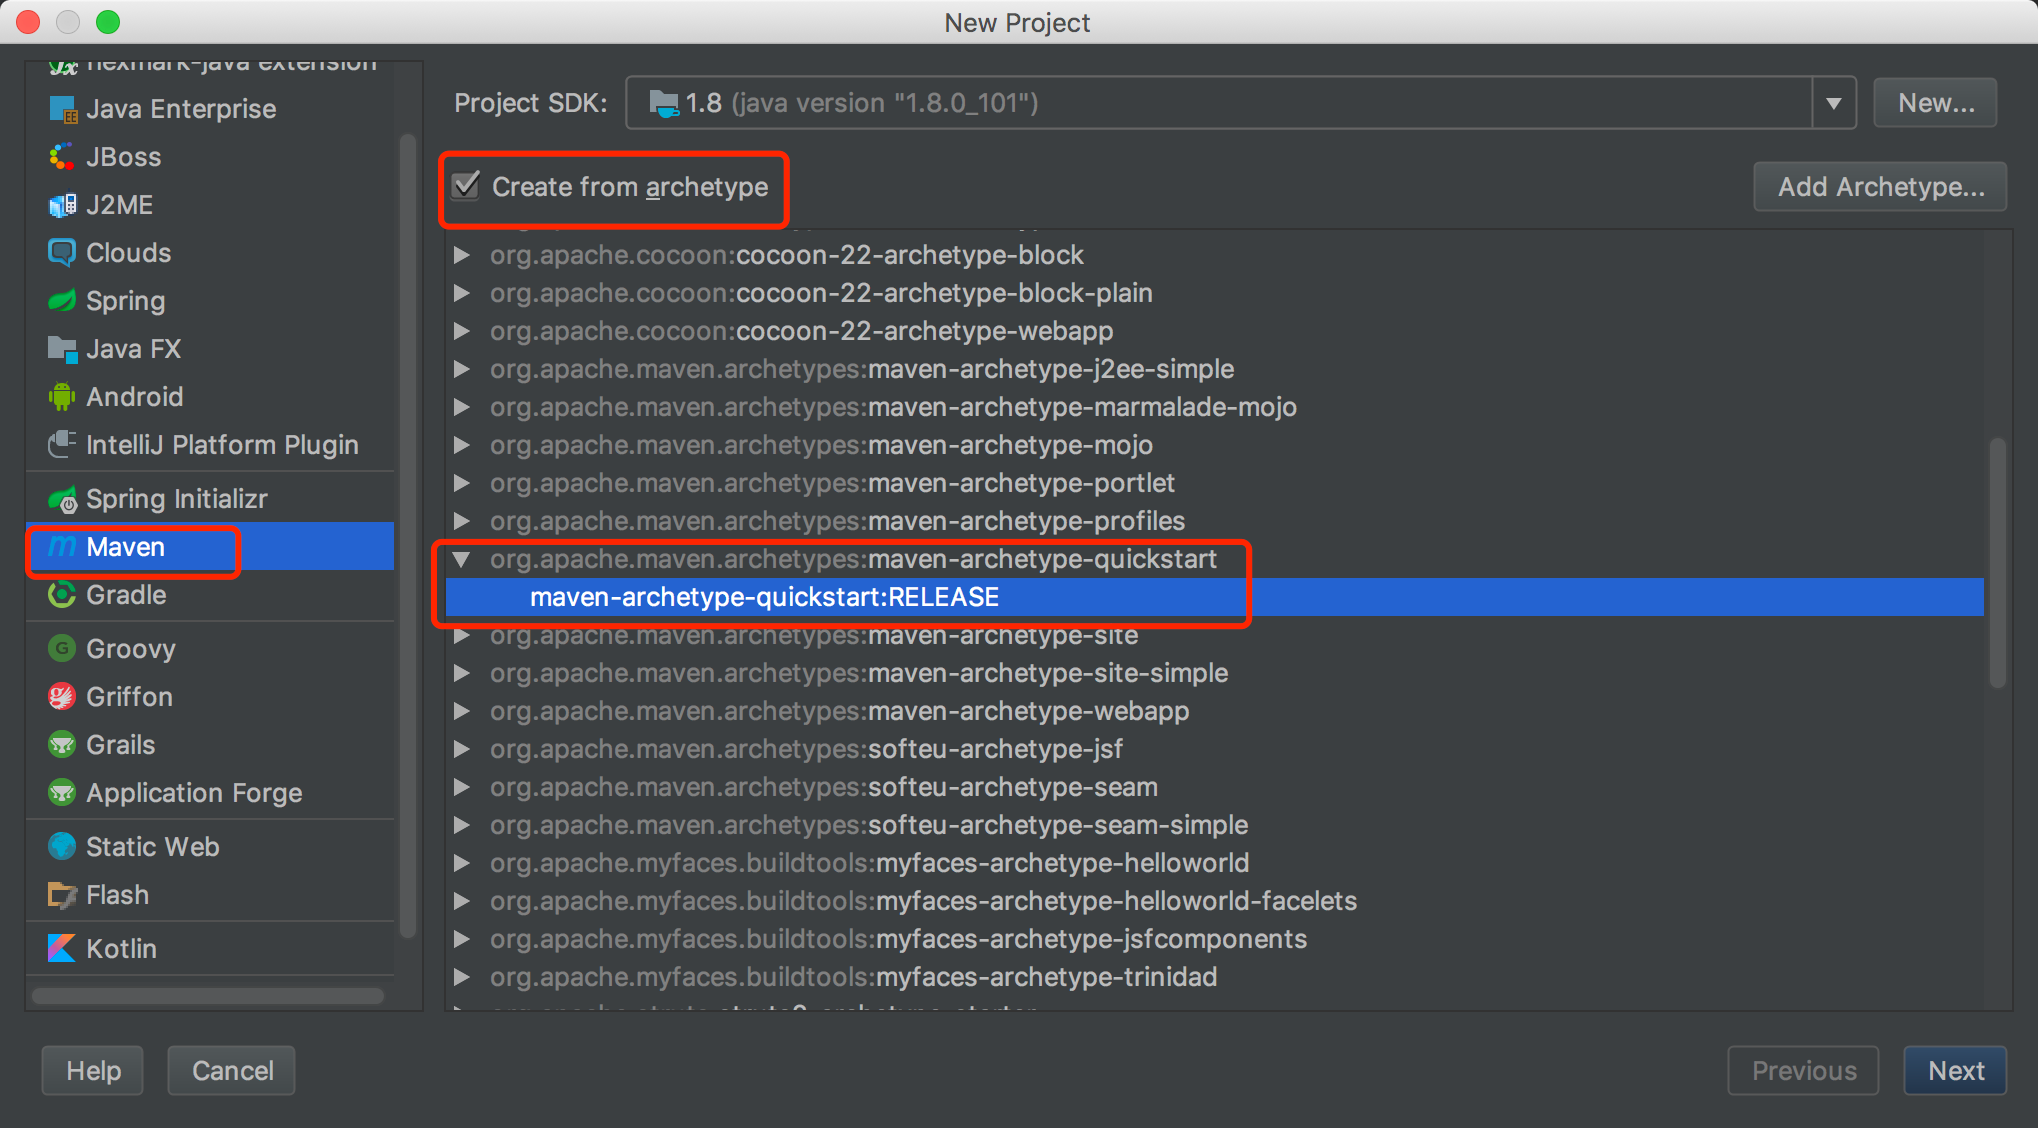 New Project
flexmark-java extension
Java Enterprise
JBoss
J2ME
Clouds
Spring
Java FX
Android
IntelliJ Platform Plugin
Spring Initializr
Maven
Gradle
Groovy
Griffon
Grails
Application Forge
Static Web
Flash
Kotlin
Project SDK: 1.8 (java version "1.8.0_101") New...
Create from archetype Add Archetype...
org.apache.cocoon:cocoon-22-archetype-block
org.apache.cocoon:cocoon-22-archetype-block-plain
org.apache.cocoon:cocoon-22-archetype-webapp
org.apache.maven.archetypes:maven-archetype-j2ee-simple
org.apache.maven.archetypes:maven-archetype-marmalade-mojo
org.apache.maven.archetypes:maven-archetype-mojo
org.apache.maven.archetypes:maven-archetype-portlet
org.apache.maven.archetypes:maven-archetype-profiles
org.apache.maven.archetypes:maven-archetype-quickstart
maven-archetype-quickstart:RELEASE
org.apache.maven.archetypes:maven-archetype-site
org.apache.maven.archetypes:maven-archetype-site-simple
org.apache.maven.archetypes:maven-archetype-webapp
org.apache.maven.archetypes:softeu-archetype-jsf
org.apache.maven.archetypes:softeu-archetype-seam
org.apache.maven.archetypes:softeu-archetype-seam-simple
org.apache.myfaces.buildtools:myfaces-archetype-helloworld
org.apache.myfaces.buildtools:myfaces-archetype-helloworld-facelets
org.apache.myfaces.buildtools:myfaces-archetype-jsfcomponents
org.apache.myfaces.buildtools:myfaces-archetype-trinidad
Help Cancel Previous Next